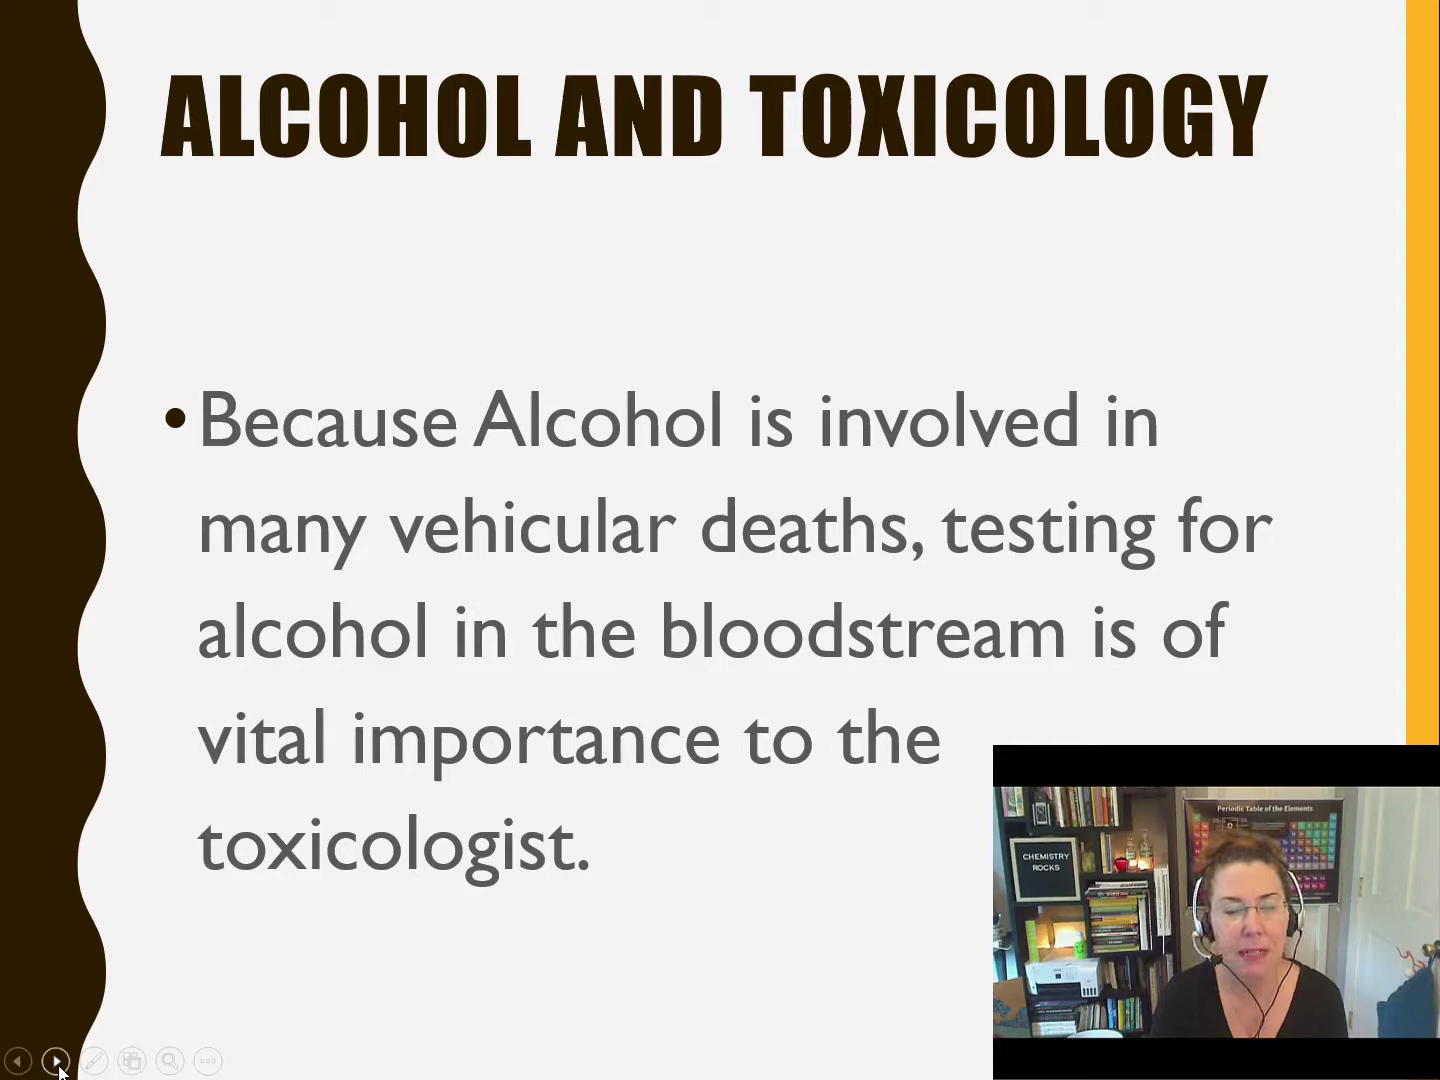 ALCOHOL AND TOXICOLOGY
• Because Alcohol is involved in
many vehicular deaths, testing for
alcohol in the bloodstream is of
vital importance to the
toxicologist.
Periodic Table of the Elements
CHEMISTRY
ROCKS